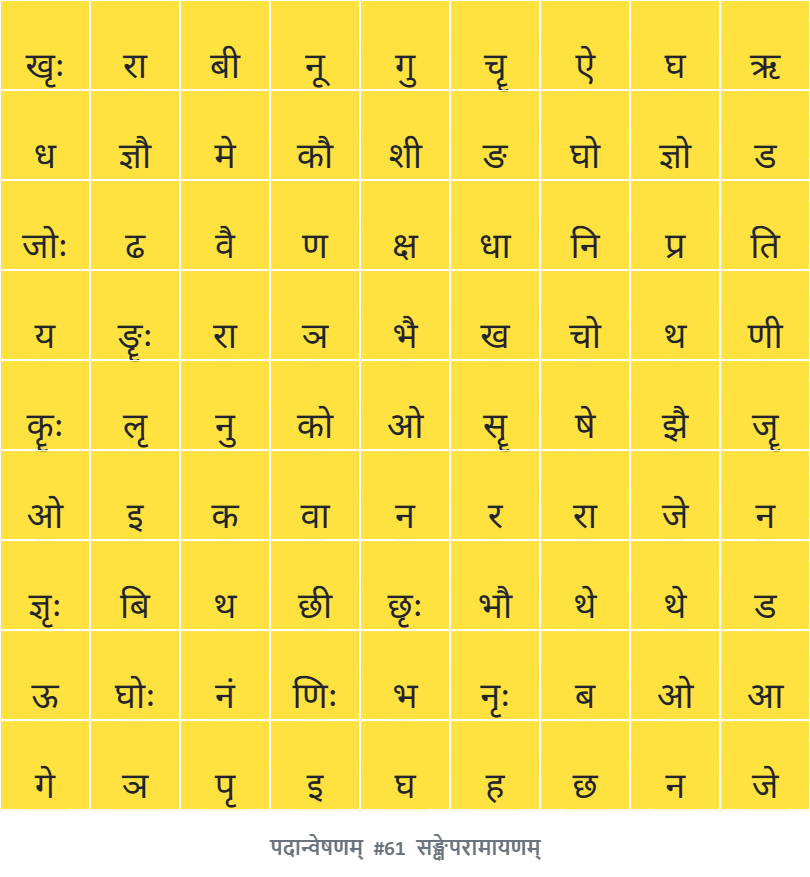 खृः रा बी नू गु चॄ ऐ घ ऋ
ध ज्ञौ मे कौ शी ङ घो ज्ञो ड
जोः ढ वै ण क्ष धा नि प्र ति
य ङॄः रा ञ भै ख चो थ णी
कॄः लृ नु को ओ सॄ षे झै जॄ
ओ इ क वा न र रा जे न
ज्ञृः बि थ छी छृः भौ थे थे ड
ऊ घोः नं णिः भ नृः ब ओ आ
गे ञ पृ इ घ ह छ न जे
पदान्वेषणम् #61 सङ्क्षेपरामायणम्